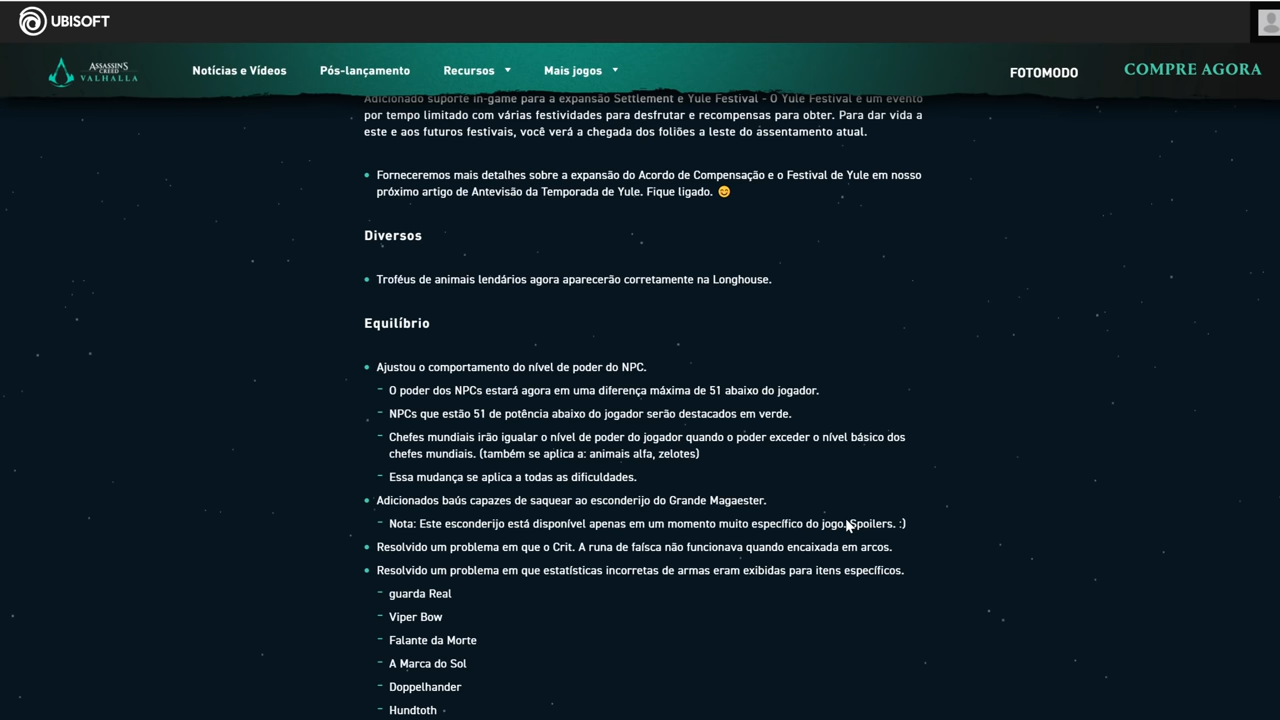 UBISOFT
ASSASSIN'S
CREED
VALHALLA
Notícias e Vídeos
Pós-lançamento
Recursos
Mais jogos
FOTOMODO
COMPRE AGORA
Adicionado suporte in-game para a expansão Settlement e Yule Festival - O Yule Festival é um evento
por tempo limitado com várias festividades para desfrutar e recompensas para obter. Para dar vida a
este e aos futuros festivais, você verá a chegada dos foliões a leste do assentamento atual.
• Forneceremos mais detalhes sobre a expansão do Acordo de Compensação e o Festival de Yule em nosso
próximo artigo de Antevisão da Temporada de Yule. Fique ligado. 😊
Diversos
• Troféus de animais lendários agora aparecerão corretamente na Longhouse.
Equilíbrio
• Ajustou o comportamento do nível de poder do NPC.
- O poder dos NPCs estará agora em uma diferença máxima de 51 abaixo do jogador.
- NPCs que estão 51 de potência abaixo do jogador serão destacados em verde.
- Chefes mundiais irão igualar o nível de poder do jogador quando o poder exceder o nível básico dos
chefes mundiais. (também se aplica a: animais alfa, zelotes)
- Essa mudança se aplica a todas as dificuldades.
• Adicionados baús capazes de saquear ao esconderijo do Grande Magaester.
- Nota: Este esconderijo está disponível apenas em um momento muito específico do jogo. Spoilers. :)
• Resolvido um problema em que o Crit. A runa de faísca não funcionava quando encaixada em arcos.
• Resolvido um problema em que estatísticas incorretas de armas eram exibidas para itens específicos.
- guarda Real
- Viper Bow
- Falante da Morte
- A Marca do Sol
- Doppelhander
- Hundtoth